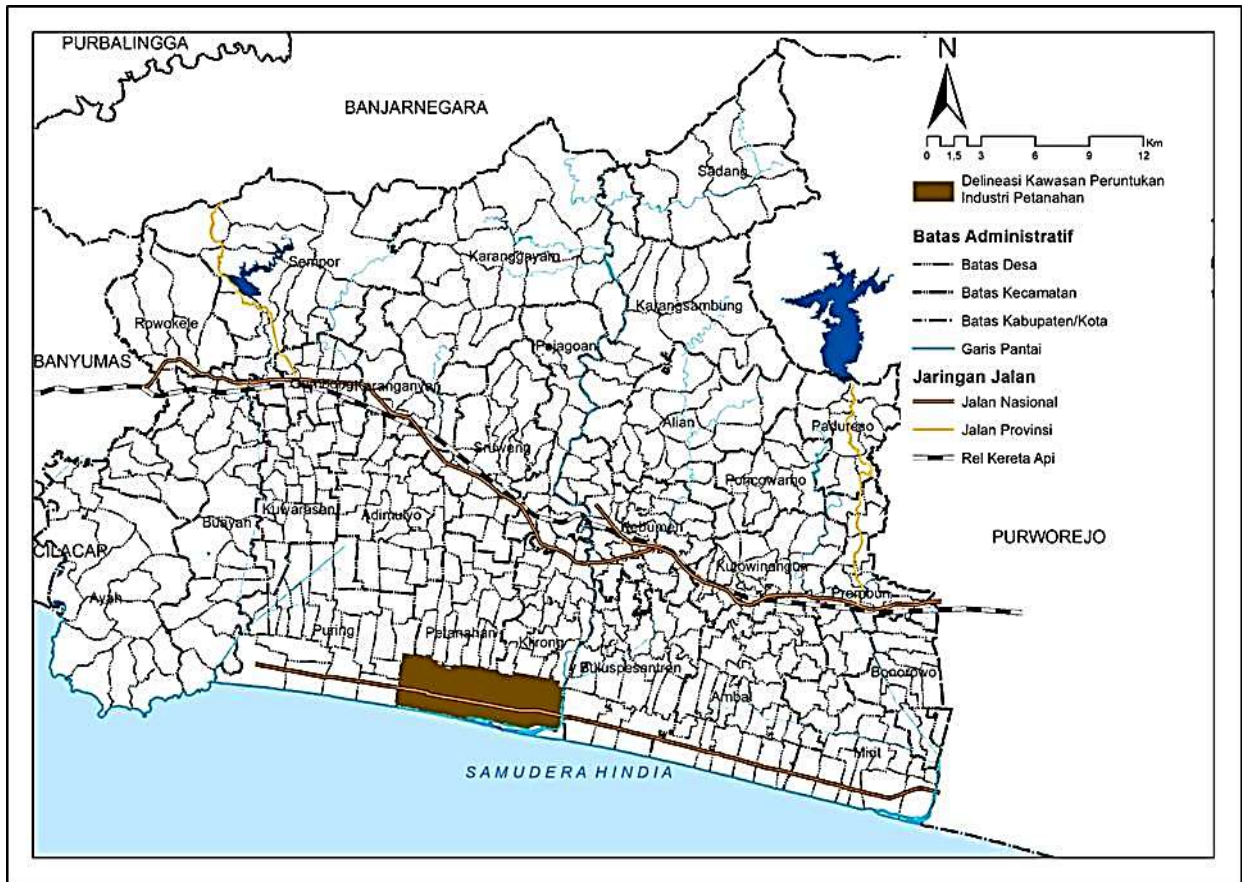 PURBALINGGA
BANJARNEGARA
N
0 1,5 3 6 9 12 Km
Sadang
Delineasi Kawasan Peruntukan
Industri Petanahan
Batas Administratif
Batas Desa
Batas Kecamatan
Batas Kabupaten/Kota
Garis Pantai
Jaringan Jalan
Jalan Nasional
Jalan Provinsi
Rel Kereta Api
Sempor
Karanggayam
Karangsambung
Rowokele
BANYUMAS
Pejagoan
Karanganyar
Alian
Padureso
Sruweng
Poncowarno
Buayan
Kuwarasan
Adimulyo
Kebumen
PURWOREJO
CILACAP
Kutowinangun
Ayah
Prembun
Puring
Petanahan
Klirong
Buluspesantren
Bonorowo
Ambal
Mirit
SAMUDERA HINDIA